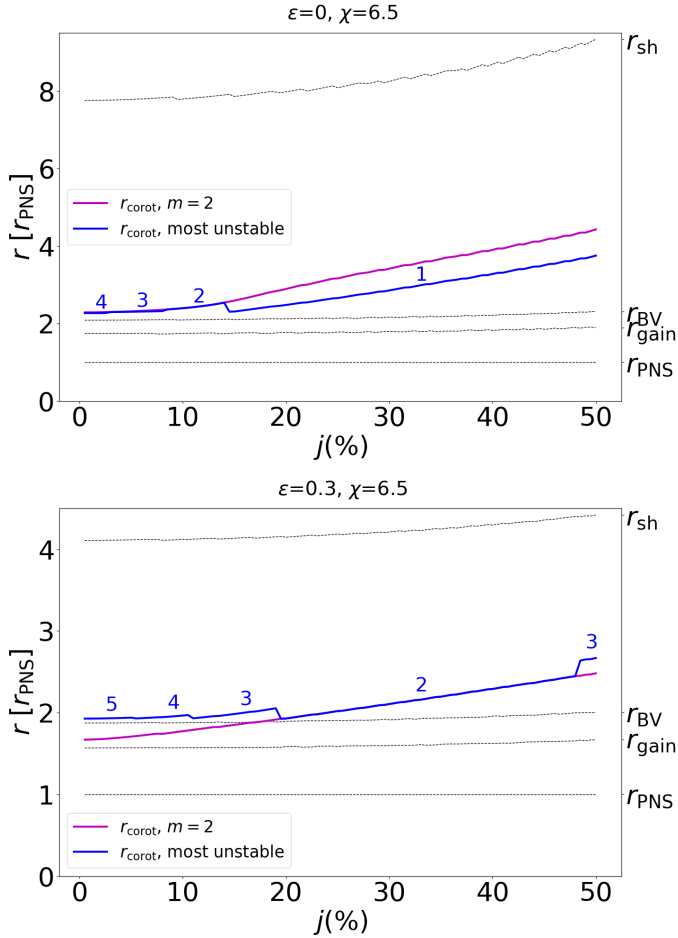 ε=0, χ=6.5
r_sh
8
6
r_corot, m = 2
r_corot, most unstable
r [r_PNS]
4
4 3 2 1
2
r_BV
r_gain
r_PNS
0
0 10 20 30 40 50
j(%)
ε=0.3, χ=6.5
r_sh
4
3
r [r_PNS]
5 4 3 2 3
2
r_BV
r_gain
1
r_PNS
r_corot, m = 2
r_corot, most unstable
0
0 10 20 30 40 50
j(%)